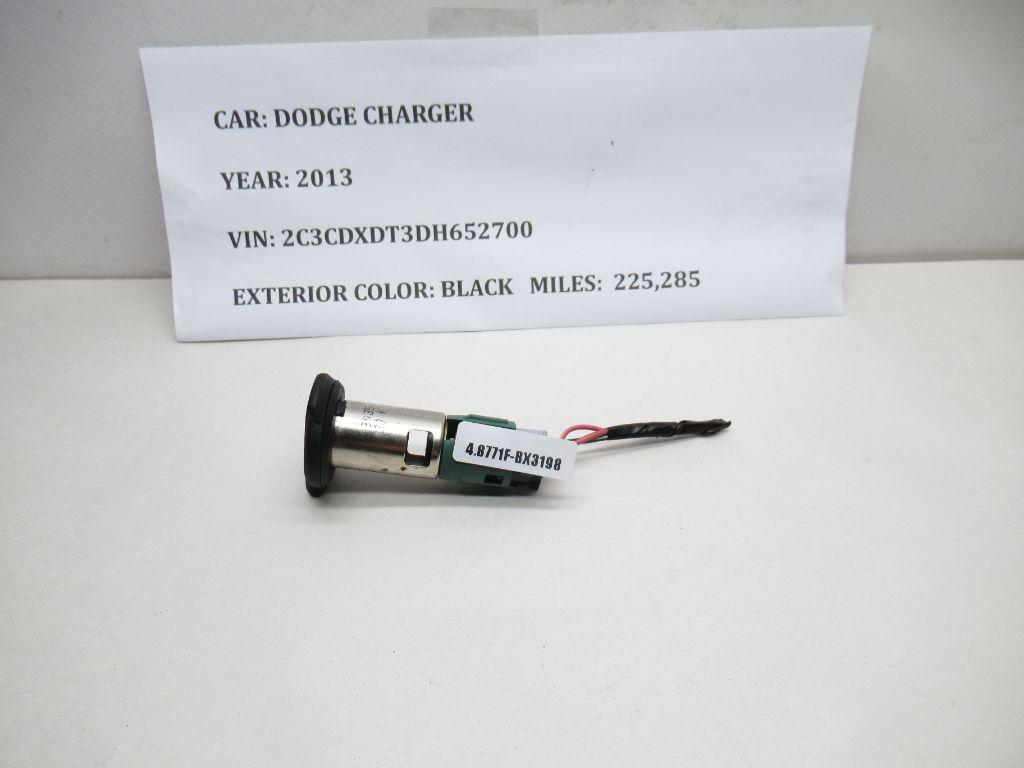 CAR: DODGE CHARGER
YEAR: 2013
VIN: 2C3CDXDT3DH652700
EXTERIOR COLOR: BLACK MILES: 225,285
4.8771F-BX3198